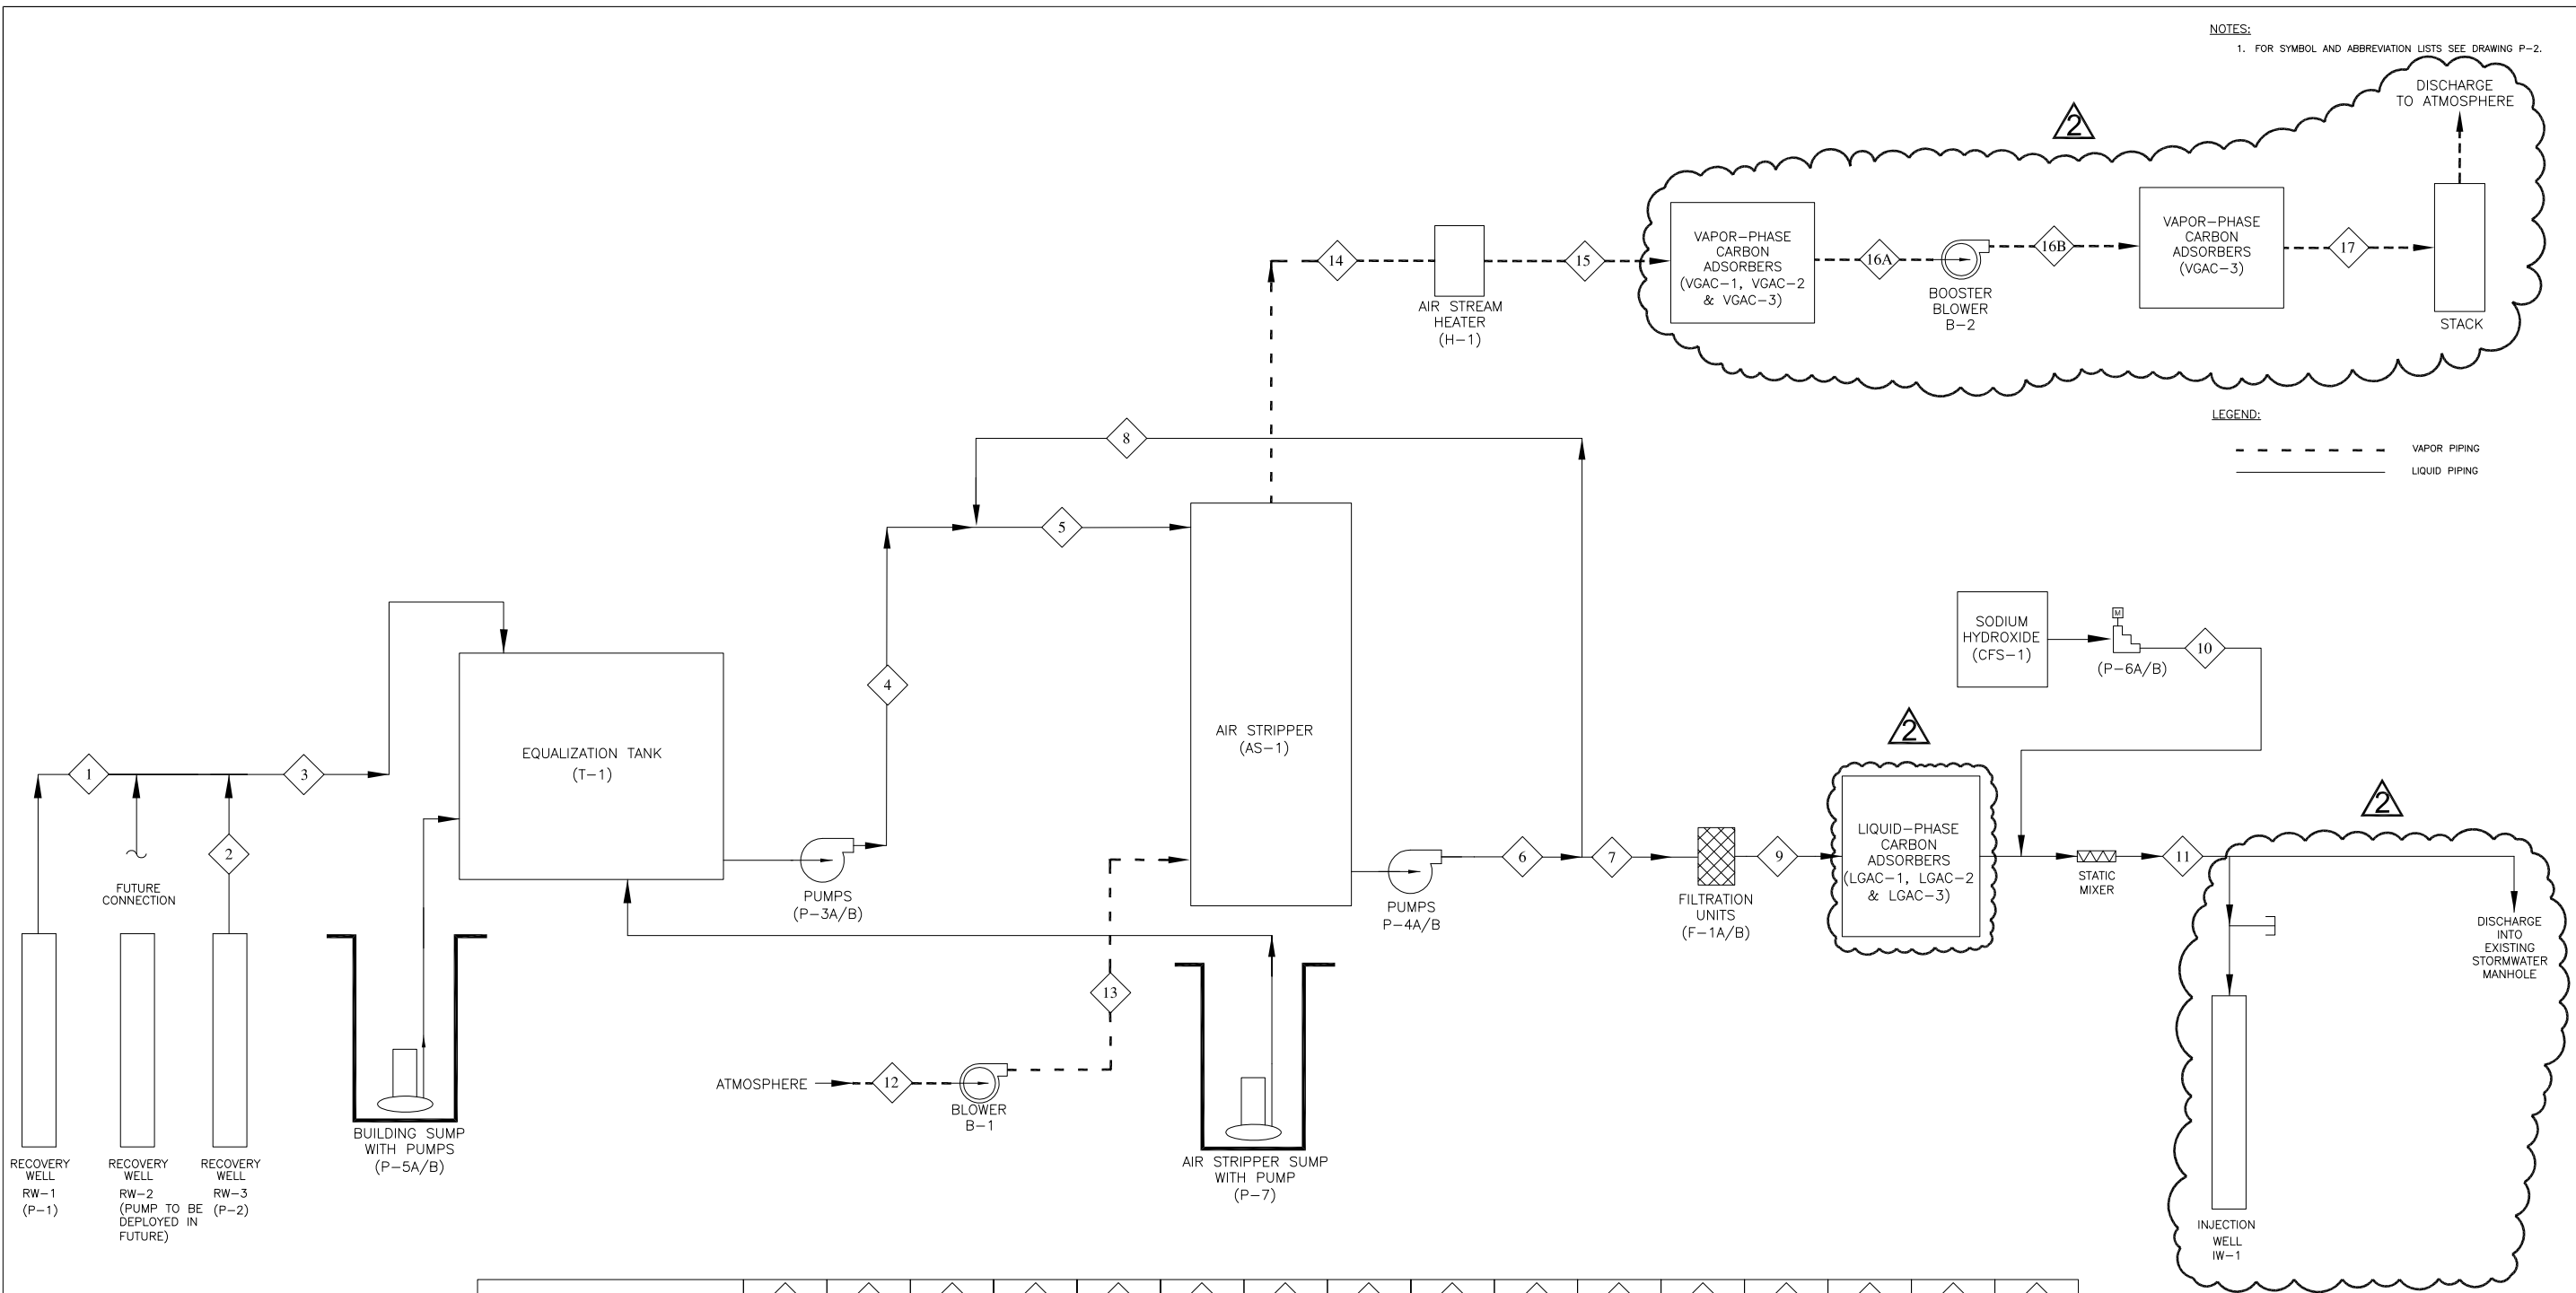 NOTES:
1. FOR SYMBOL AND ABBREVIATION LISTS SEE DRAWING P-2.
DISCHARGE
TO ATMOSPHERE
2
VAPOR-PHASE
CARBON
ADSORBERS
(VGAC-1, VGAC-2
& VGAC-3)
VAPOR-PHASE
CARBON
ADSORBERS
(VGAC-3)
14
15
16A
16B
17
AIR STREAM
HEATER
(H-1)
BOOSTER
BLOWER
B-2
STACK
LEGEND:
VAPOR PIPING
LIQUID PIPING
8
5
4
SODIUM
HYDROXIDE
(CFS-1)
M
(P-6A/B)
10
EQUALIZATION TANK
(T-1)
AIR STRIPPER
(AS-1)
2
2
1
3
2
FUTURE
CONNECTION
PUMPS
(P-3A/B)
PUMPS
P-4A/B
6
7
FILTRATION
UNITS
(F-1A/B)
9
LIQUID-PHASE
CARBON
ADSORBERS
(LGAC-1, LGAC-2
& LGAC-3)
STATIC
MIXER
11
DISCHARGE
INTO
EXISTING
STORMWATER
MANHOLE
13
ATMOSPHERE
12
BLOWER
B-1
BUILDING SUMP
WITH PUMPS
(P-5A/B)
AIR STRIPPER SUMP
WITH PUMP
(P-7)
RECOVERY
WELL
RW-1
(P-1)
RECOVERY
WELL
RW-2
(PUMP TO BE
DEPLOYED IN
FUTURE)
RECOVERY
WELL
RW-3
(P-2)
INJECTION
WELL
IW-1